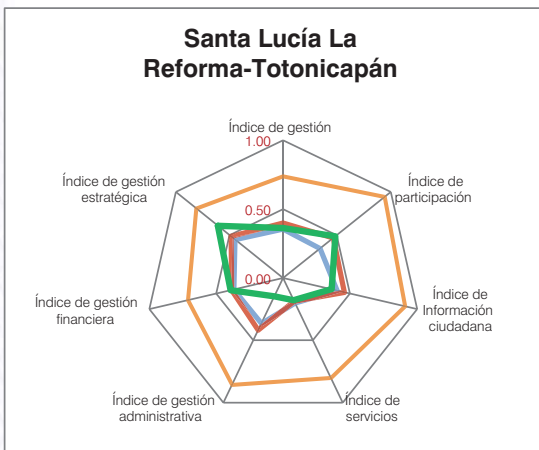 Santa Lucía La
Reforma-Totonicapán
Índice de gestión
1.00
Índice de gestión
estratégica
Índice de
participación
0.50
0.00
Índice de gestión
financiera
Índice de
Información
ciudadana
Índice de gestión
administrativa
Índice de
servicios